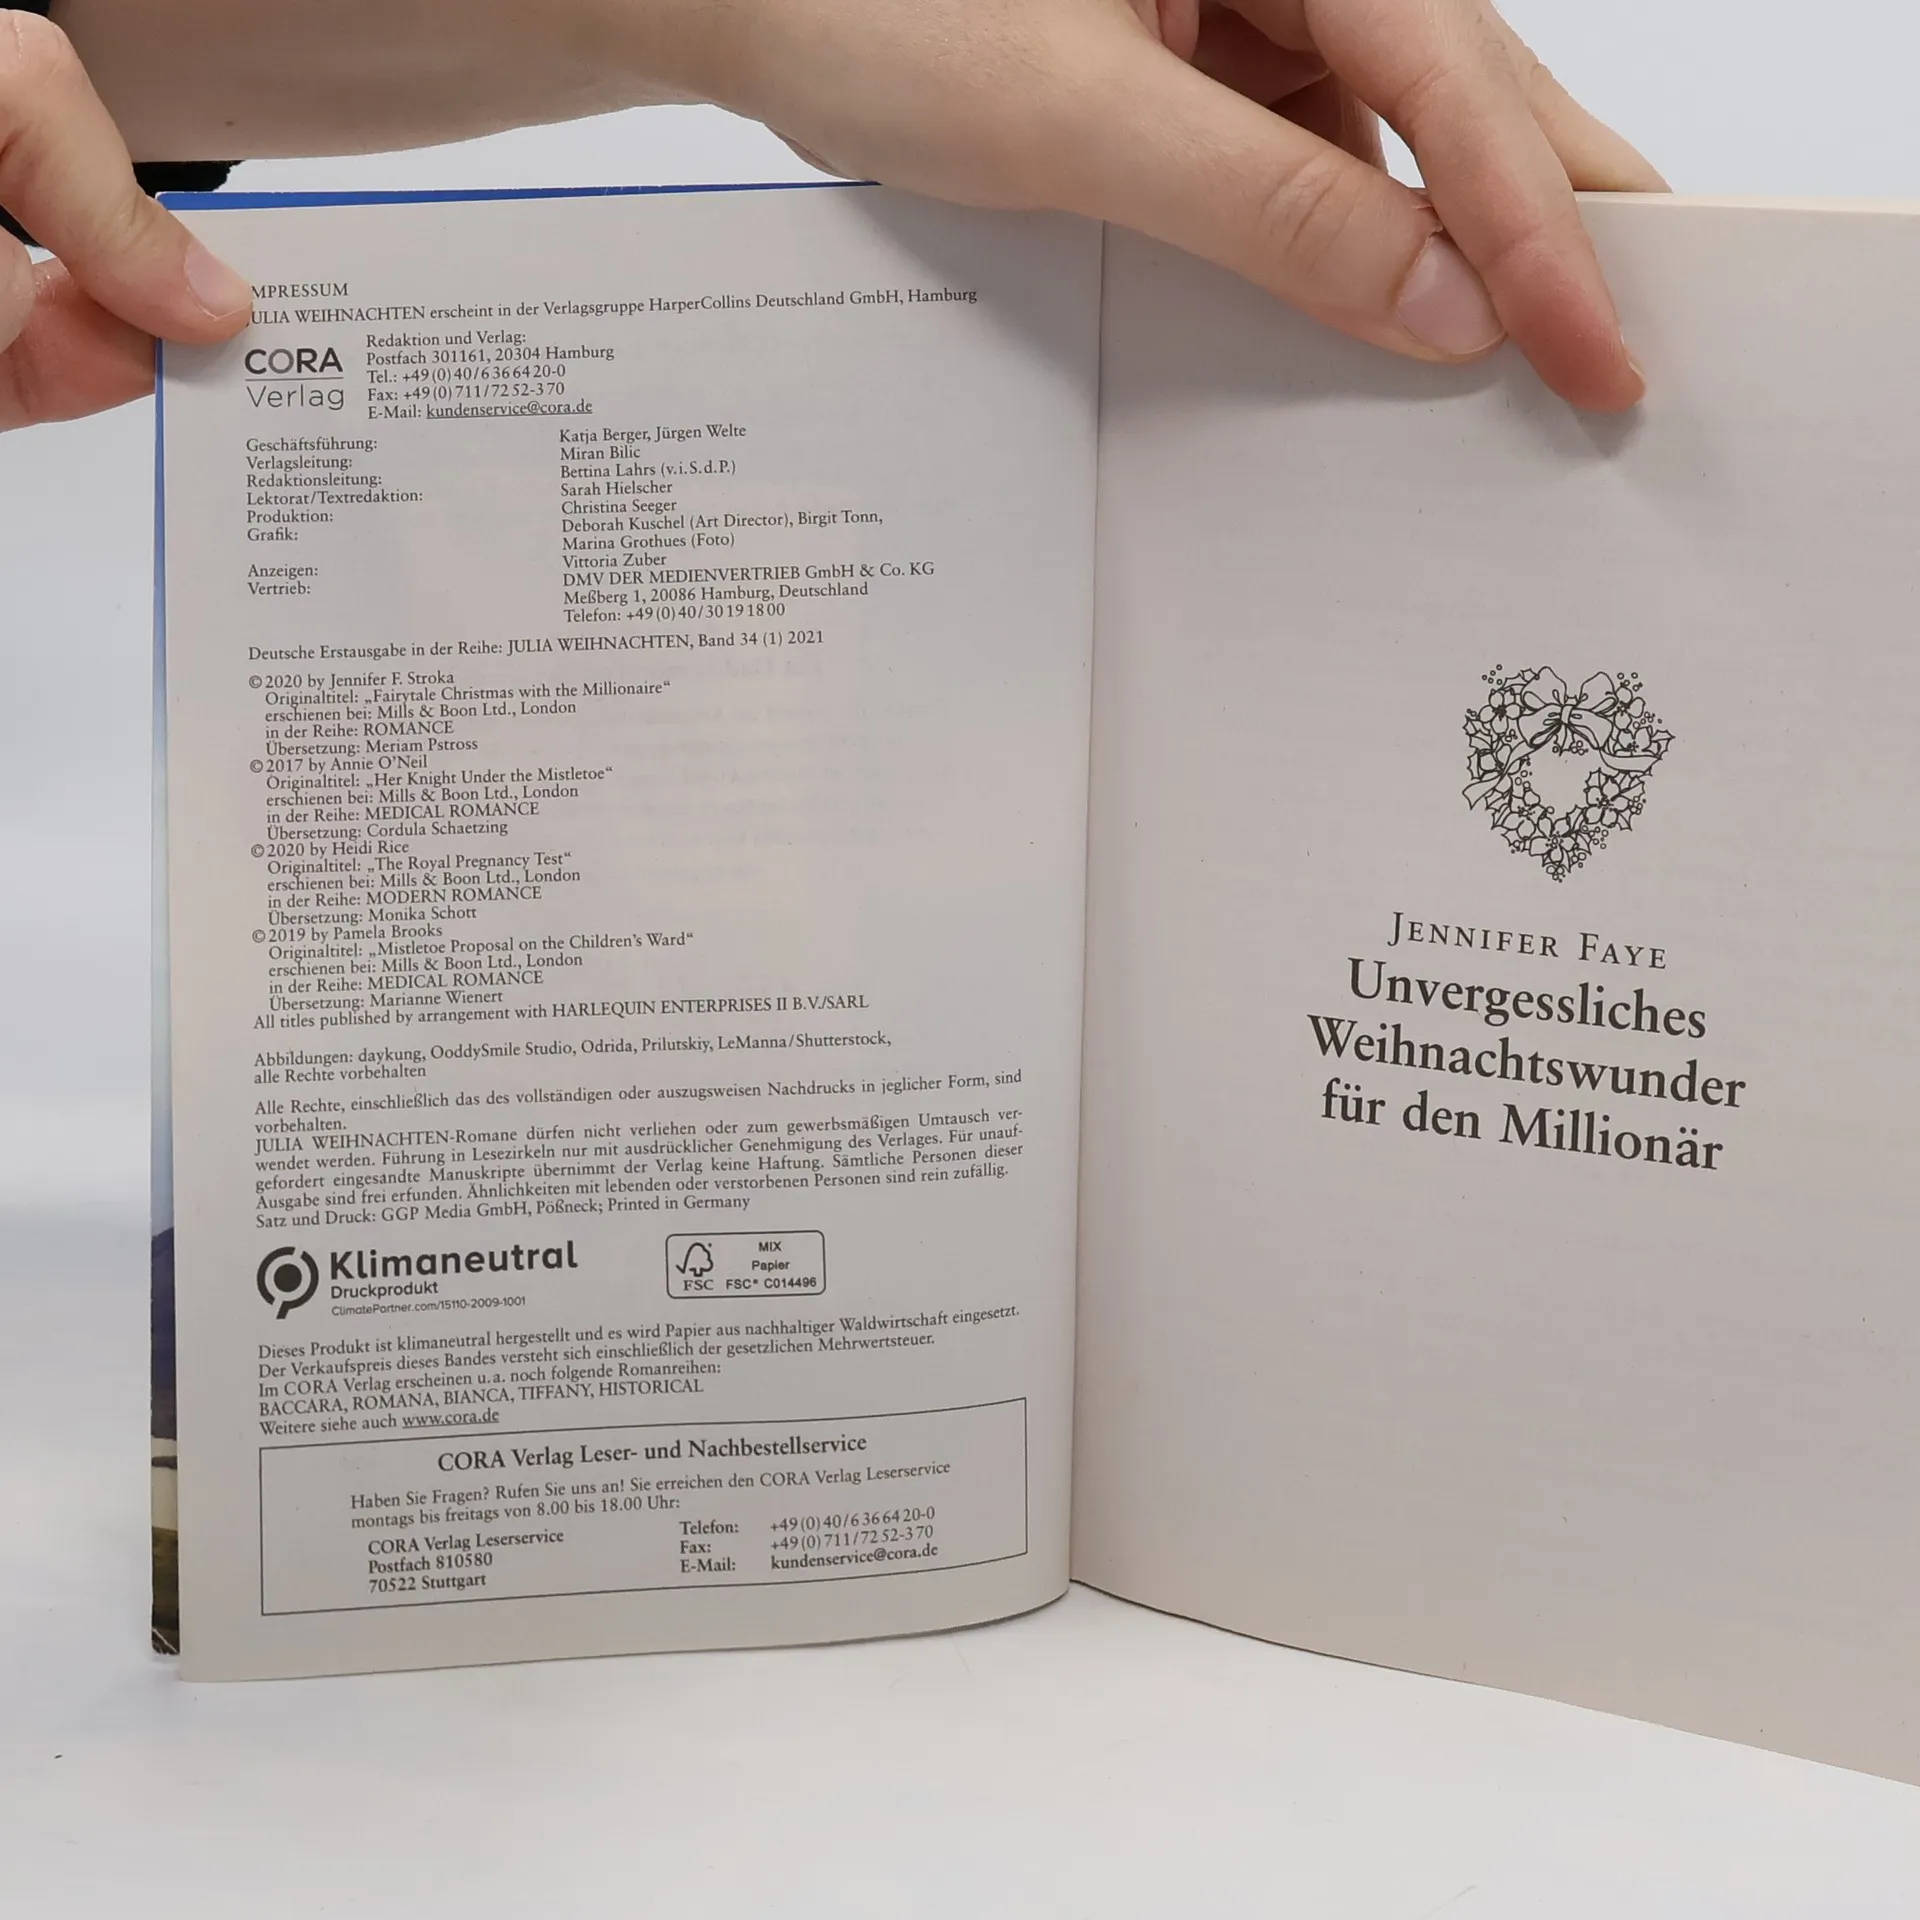 MPRESSUM
ULIA WEIHNACHTEN erscheint in der Verlagsgruppe HarperCollins Deutschland GmbH, Hamburg
CORA
Verlag
Redaktion und Verlag:
Postfach 301161, 20304 Hamburg
Tel.: +49(0)40/6366420-0
Fax: +49(0)711/7252-370
E-Mail: kundenservice@cora.de
Geschäftsführung: Katja Berger, Jürgen Welte
Verlagsleitung: Miran Bilic
Redaktionsleitung: Bettina Lahrs (v.i.S.d.P.)
Lektorat/Textredaktion: Sarah Hielscher
Produktion: Christina Seeger
Grafik: Deborah Kuschel (Art Director), Birgit Tonn,
Marina Grothues (Foto)
Anzeigen: Vittoria Zuber
Vertrieb: DMV DER MEDIENVERTRIEB GmbH & Co. KG
Meßberg 1, 20086 Hamburg, Deutschland
Telefon: +49(0)40/30191800
Deutsche Erstausgabe in der Reihe: JULIA WEIHNACHTEN, Band 34 (1) 2021
©2020 by Jennifer F. Stroka
Originaltitel: „Fairytale Christmas with the Millionaire“
erschienen bei: Mills & Boon Ltd., London
in der Reihe: ROMANCE
Übersetzung: Meriam Pstross
©2017 by Annie O’Neil
Originaltitel: „Her Knight Under the Mistletoe“
erschienen bei: Mills & Boon Ltd., London
in der Reihe: MEDICAL ROMANCE
Übersetzung: Cordula Schaetzing
©2020 by Heidi Rice
Originaltitel: „The Royal Pregnancy Test“
erschienen bei: Mills & Boon Ltd., London
in der Reihe: MODERN ROMANCE
Übersetzung: Monika Schott
©2019 by Pamela Brooks
Originaltitel: „Mistletoe Proposal on the Children’s Ward“
erschienen bei: Mills & Boon Ltd., London
in der Reihe: MEDICAL ROMANCE
Übersetzung: Marianne Wienert
All titles published by arrangement with HARLEQUIN ENTERPRISES II B.V./SARL
Abbildungen: daykung, OoddySmile Studio, Odrida, Prilutskiy, LeManna/Shutterstock,
alle Rechte vorbehalten
Alle Rechte, einschließlich das des vollständigen oder auszugsweisen Nachdrucks in jeglicher Form, sind
vorbehalten.
JULIA WEIHNACHTEN-Romane dürfen nicht verliehen oder zum gewerbsmäßigen Umtausch ver-
wendet werden. Führung in Lesezirkeln nur mit ausdrücklicher Genehmigung des Verlages. Für unauf-
gefordert eingesandte Manuskripte übernimmt der Verlag keine Haftung. Sämtliche Personen dieser
Ausgabe sind frei erfunden. Ähnlichkeiten mit lebenden oder verstorbenen Personen sind rein zufällig.
Satz und Druck: GGP Media GmbH, Pößneck; Printed in Germany
Klimaneutral
Druckprodukt
ClimatePartner.com/15110-2009-1001
FSC
MIX
Papier
FSC® C014496
Dieses Produkt ist klimaneutral hergestellt und es wird Papier aus nachhaltiger Waldwirtschaft eingesetzt.
Der Verkaufspreis dieses Bandes versteht sich einschließlich der gesetzlichen Mehrwertsteuer.
Im CORA Verlag erscheinen u.a. noch folgende Romanreihen:
BACCARA, ROMANA, BIANCA, TIFFANY, HISTORICAL
Weitere siehe auch www.cora.de
CORA Verlag Leser- und Nachbestellservice
Haben Sie Fragen? Rufen Sie uns an! Sie erreichen den CORA Verlag Leserservice
montags bis freitags von 8.00 bis 18.00 Uhr:
CORA Verlag Leserservice
Postfach 810580
70522 Stuttgart
Telefon: +49(0)40/6366420-0
Fax: +49(0)711/7252-370
E-Mail: kundenservice@cora.de
JENNIFER FAYE
Unvergessliches
Weihnachtswunder
für den Millionär